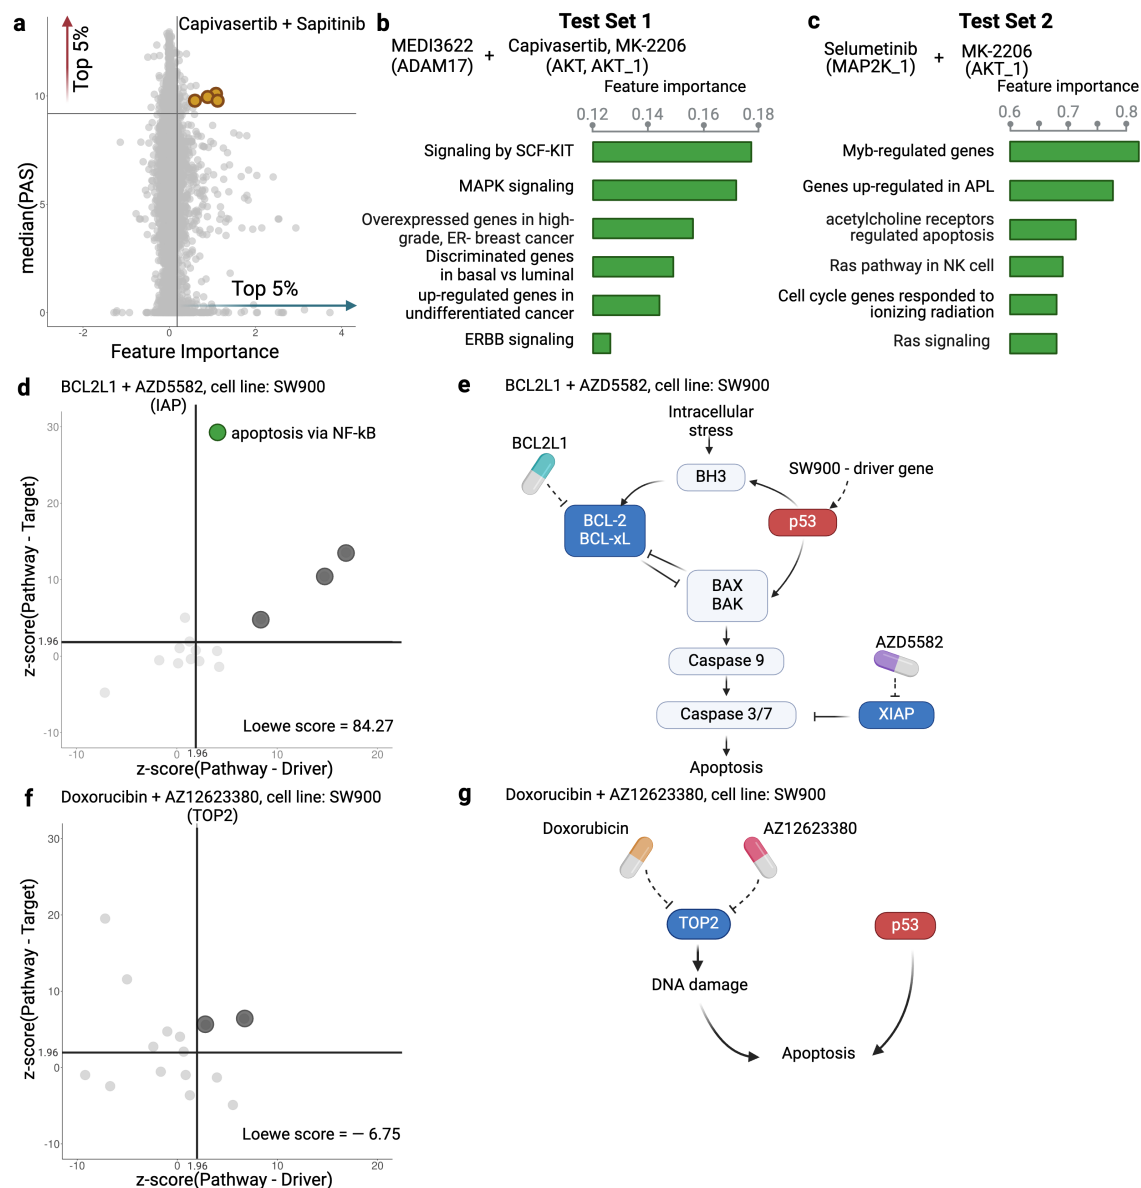 a
Capivasertib + Sapitinib
Top 5%
median(PAS)
10
5
0
Top 5%
-2
0
2
4
Feature Importance
b
Test Set 1
MEDI3622
(ADAM17)
+
Capivasertib, MK-2206
(AKT, AKT_1)
Feature importance
0.12
0.14
0.16
0.18
Signaling by SCF-KIT
MAPK signaling
Overexpressed genes in high-
grade, ER- breast cancer
Discriminated genes
in basal vs luminal
up-regulated genes in
undifferentiated cancer
ERBB signaling
c
Test Set 2
Selumetinib
(MAP2K_1)
+
MK-2206
(AKT_1)
Feature importance
0.6
0.7
0.8
Myb-regulated genes
Genes up-regulated in APL
acetylcholine receptors
regulated apoptosis
Ras pathway in NK cell
Cell cycle genes responded to
ionizing radiation
Ras signaling
d
BCL2L1 + AZD5582, cell line: SW900
(IAP)
apoptosis via NF-kB
z-score(Pathway - Target)
30
20
10
1.96
0
-10
Loewe score = 84.27
-10
0
1.96
10
20
z-score(Pathway - Driver)
e
BCL2L1 + AZD5582, cell line: SW900
Intracellular
stress
BCL2L1
BH3
SW900 - driver gene
BCL-2
BCL-xL
p53
BAX
BAK
Caspase 9
AZD5582
Caspase 3/7
XIAP
Apoptosis
f
Doxorucibin + AZ12623380, cell line: SW900
(TOP2)
z-score(Pathway - Target)
30
20
10
1.96
0
-10
Loewe score = – 6.75
-10
0
1.96
10
20
z-score(Pathway - Driver)
g
Doxorucibin + AZ12623380, cell line: SW900
Doxorubicin
AZ12623380
TOP2
p53
DNA damage
Apoptosis